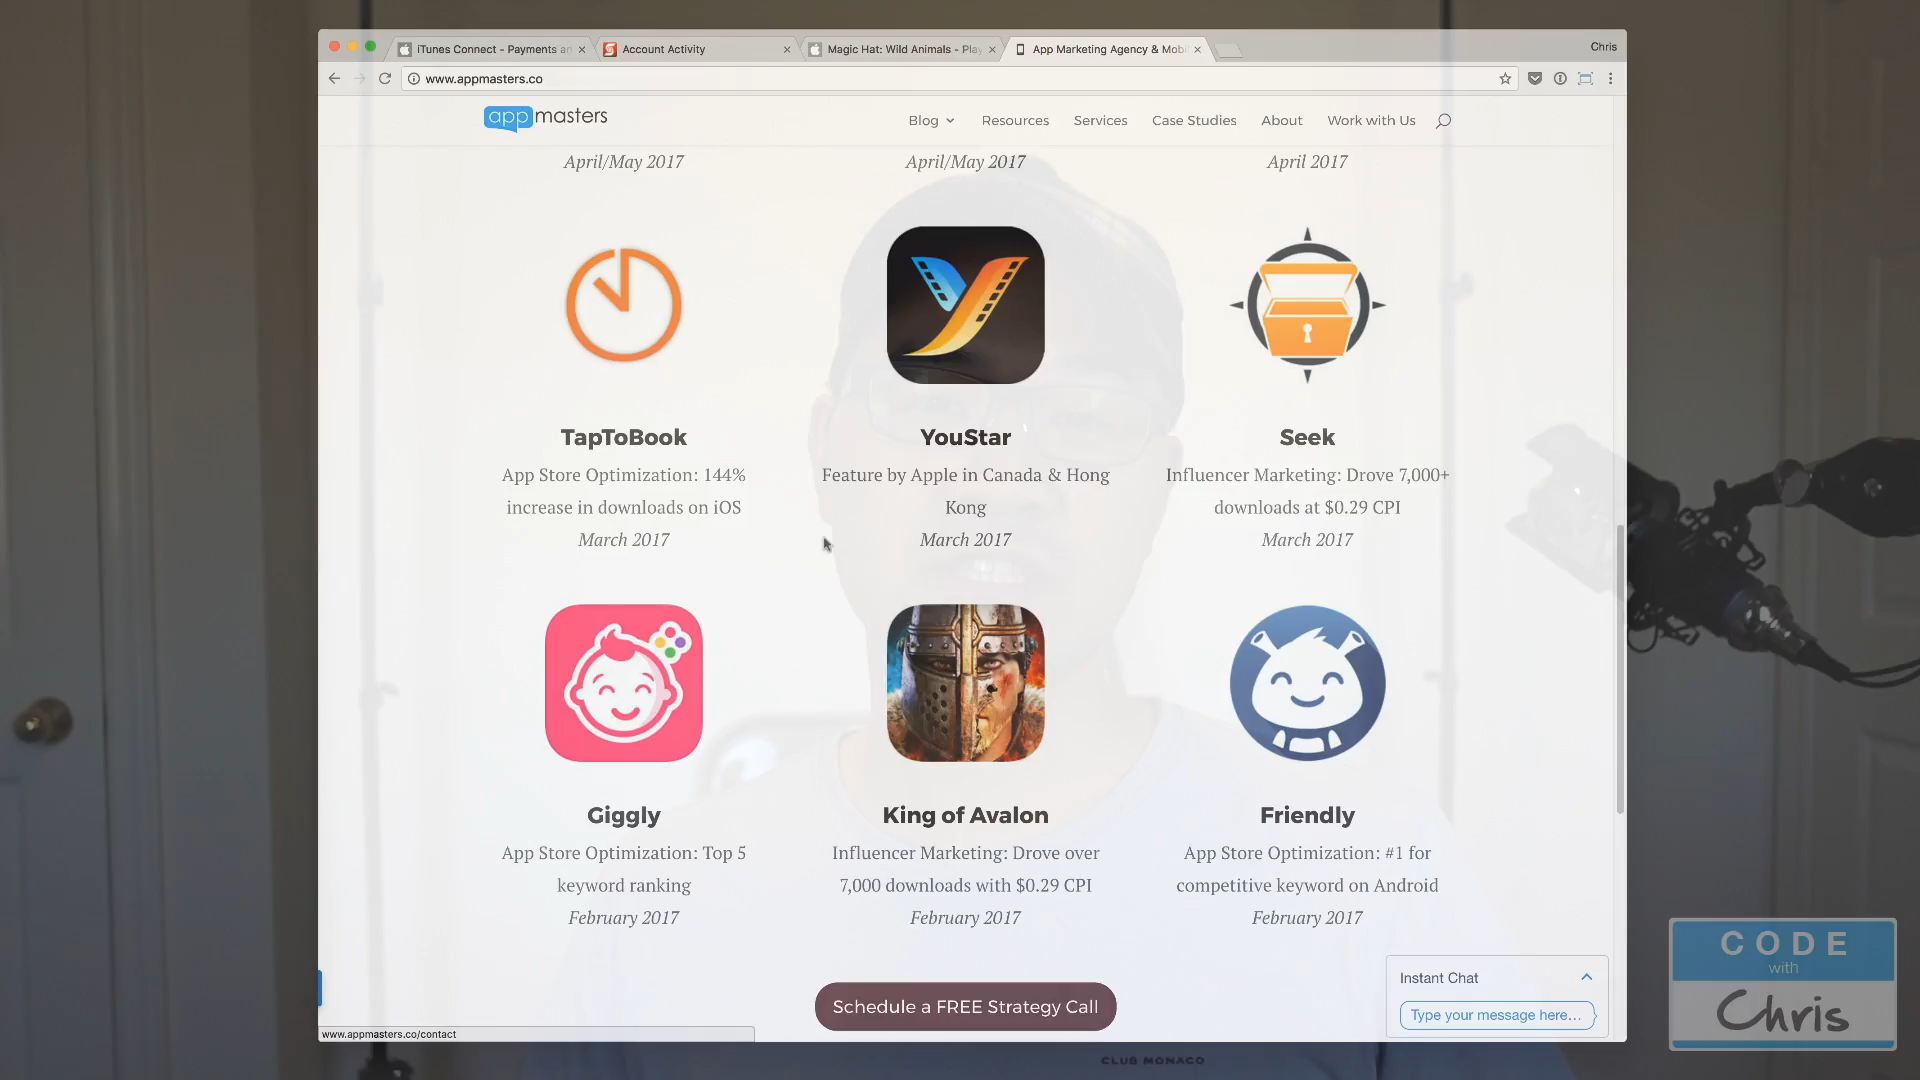 iTunes Connect - Payments an
Account Activity
Magic Hat: Wild Animals - Play
App Marketing Agency & Mobi
Chris
www.appmasters.co
appmasters
Blog
Resources
Services
Case Studies
About
Work with Us
April/May 2017
April/May 2017
April 2017
TapToBook
App Store Optimization: 144%
increase in downloads on iOS
March 2017
YouStar
Feature by Apple in Canada & Hong
Kong
March 2017
Seek
Influencer Marketing: Drove 7,000+
downloads at $0.29 CPI
March 2017
Giggly
App Store Optimization: Top 5
keyword ranking
February 2017
King of Avalon
Influencer Marketing: Drove over
7,000 downloads with $0.29 CPI
February 2017
Friendly
App Store Optimization: #1 for
competitive keyword on Android
February 2017
Schedule a FREE Strategy Call
Instant Chat
Type your message here...
www.appmasters.co/contact
CLUB MONACO
CODE
with
Chris